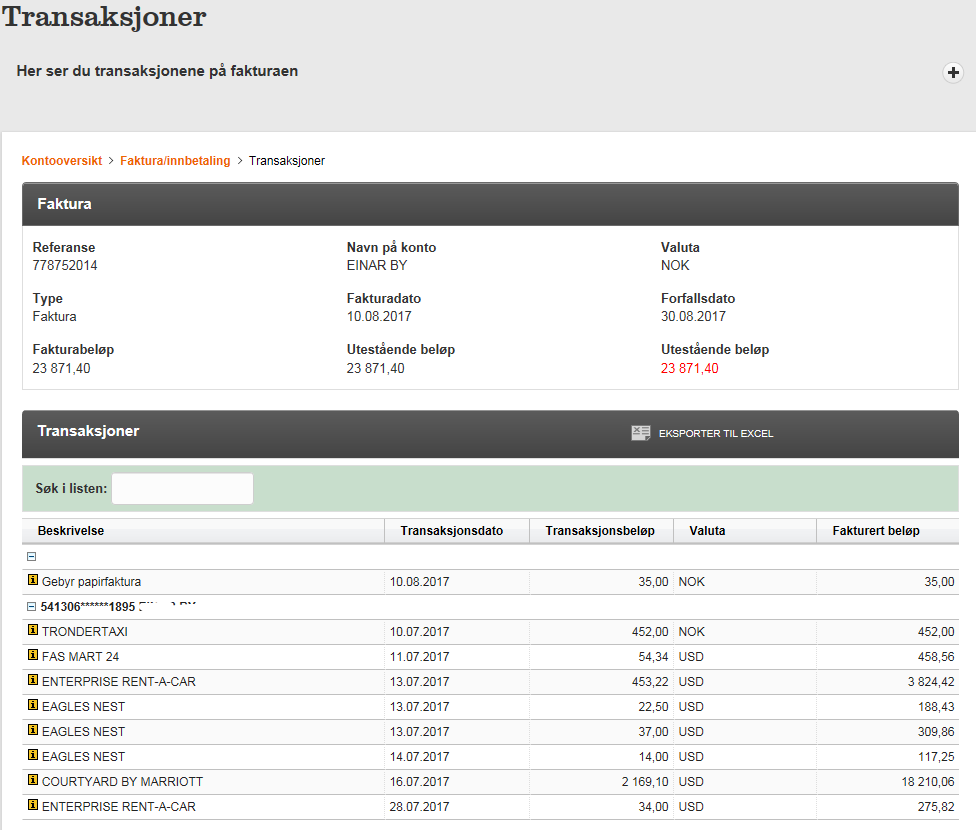 Transaksjoner
Her ser du transaksjonene på fakturaen
Kontooversikt > Faktura/innbetaling > Transaksjoner
Faktura
Referanse Navn på konto Valuta
778752014 EINAR BY NOK
Type Fakturadato Forfallsdato
Faktura 10.08.2017 30.08.2017
Fakturabeløp Utestående beløp Utestående beløp
23 871,40 23 871,40 23 871,40
Transaksjoner EKSPORTER TIL EXCEL
Søk i listen:
Beskrivelse Transaksjonsdato Transaksjonsbeløp Valuta Fakturert beløp
Gebyr papirfaktura 10.08.2017 35,00 NOK 35,00
541306******1895
TRONDERTAXI 10.07.2017 452,00 NOK 452,00
FAS MART 24 11.07.2017 54,34 USD 458,56
ENTERPRISE RENT-A-CAR 13.07.2017 453,22 USD 3 824,42
EAGLES NEST 13.07.2017 22,50 USD 188,43
EAGLES NEST 13.07.2017 37,00 USD 309,86
EAGLES NEST 14.07.2017 14,00 USD 117,25
COURTYARD BY MARRIOTT 16.07.2017 2 169,10 USD 18 210,06
ENTERPRISE RENT-A-CAR 28.07.2017 34,00 USD 275,82